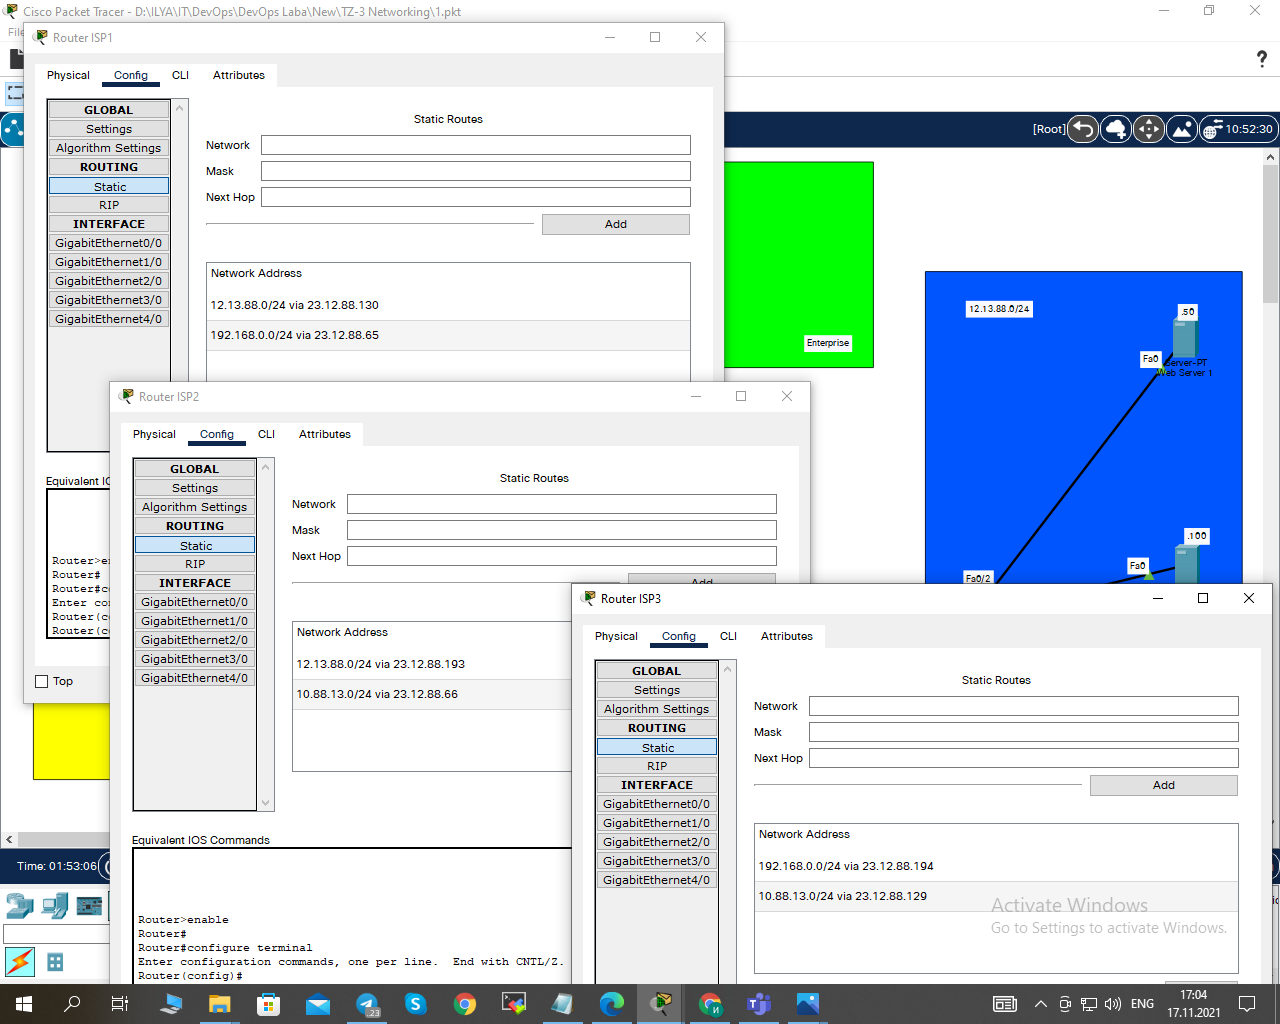 Cisco Packet Tracer - D:\ILYA\IT\DevOps\DevOps Laba\New\TZ-3 Networking\1.pkt
File
Router ISP1
Physical Config CLI Attributes
GLOBAL
Settings
Algorithm Settings
ROUTING
Static
RIP
INTERFACE
GigabitEthernet0/0
GigabitEthernet1/0
GigabitEthernet2/0
GigabitEthernet3/0
GigabitEthernet4/0
Static Routes
Network
Mask
Next Hop
Add
Network Address
12.13.88.0/24 via 23.12.88.130
192.168.0.0/24 via 23.12.88.65
Equivalent IO
Router>en
Router#
Router#co
Enter con
Router(co
Router(co
Top
[Root]
10:52:30
Enterprise
12.13.88.0/24
.50
Fa0
Server-PT
Web Server 1
.100
Fa0
Fa0/2
Router ISP2
Physical Config CLI Attributes
GLOBAL
Settings
Algorithm Settings
ROUTING
Static
RIP
INTERFACE
GigabitEthernet0/0
GigabitEthernet1/0
GigabitEthernet2/0
GigabitEthernet3/0
GigabitEthernet4/0
Static Routes
Network
Mask
Next Hop
Add
Network Address
12.13.88.0/24 via 23.12.88.193
10.88.13.0/24 via 23.12.88.66
Equivalent IOS Commands
Router>enable
Router#
Router#configure terminal
Enter configuration commands, one per line. End with CNTL/Z.
Router(config)#
Router ISP3
Physical Config CLI Attributes
GLOBAL
Settings
Algorithm Settings
ROUTING
Static
RIP
INTERFACE
GigabitEthernet0/0
GigabitEthernet1/0
GigabitEthernet2/0
GigabitEthernet3/0
GigabitEthernet4/0
Static Routes
Network
Mask
Next Hop
Add
Network Address
192.168.0.0/24 via 23.12.88.194
10.88.13.0/24 via 23.12.88.129
Activate Windows
Go to Settings to activate Windows.
Time: 01:53:06
.23
ENG
17:04
17.11.2021